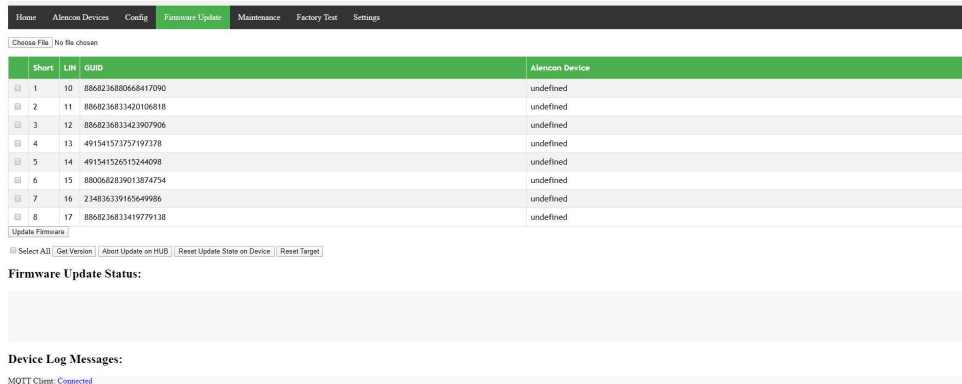 Home Alencon Devices Config Firmware Update Maintenance Factory Test Settings
Choose File No file chosen
Short LIN GUID Alencon Device
1 10 8868236880668417090 undefined
2 11 8868236833420106818 undefined
3 12 8868236833423907906 undefined
4 13 491541573757197378 undefined
5 14 491541526515244098 undefined
6 15 8800682839013874754 undefined
7 16 234836339165649986 undefined
8 17 8868236833419779138 undefined
Update Firmware
Select All Get Version Abort Update on HUB Reset Update State on Device Reset Target
Firmware Update Status:
Device Log Messages:
MQTT Client: Connected